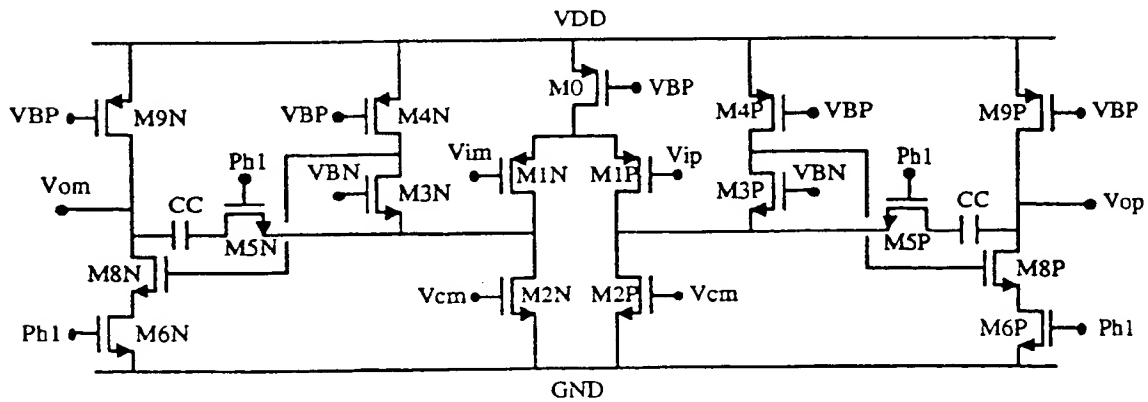 VDD
VBP M9N VBP M4N M0 VBP M4P VBP M9P VBP
Ph1 Vim Vip Ph1
VBN M1N M1P VBN
Vom CC M3N M3P CC Vop
M5N M5P
M8N M8P
Vcm M2N M2P Vcm
Ph1 M6N M6P Ph1
GND